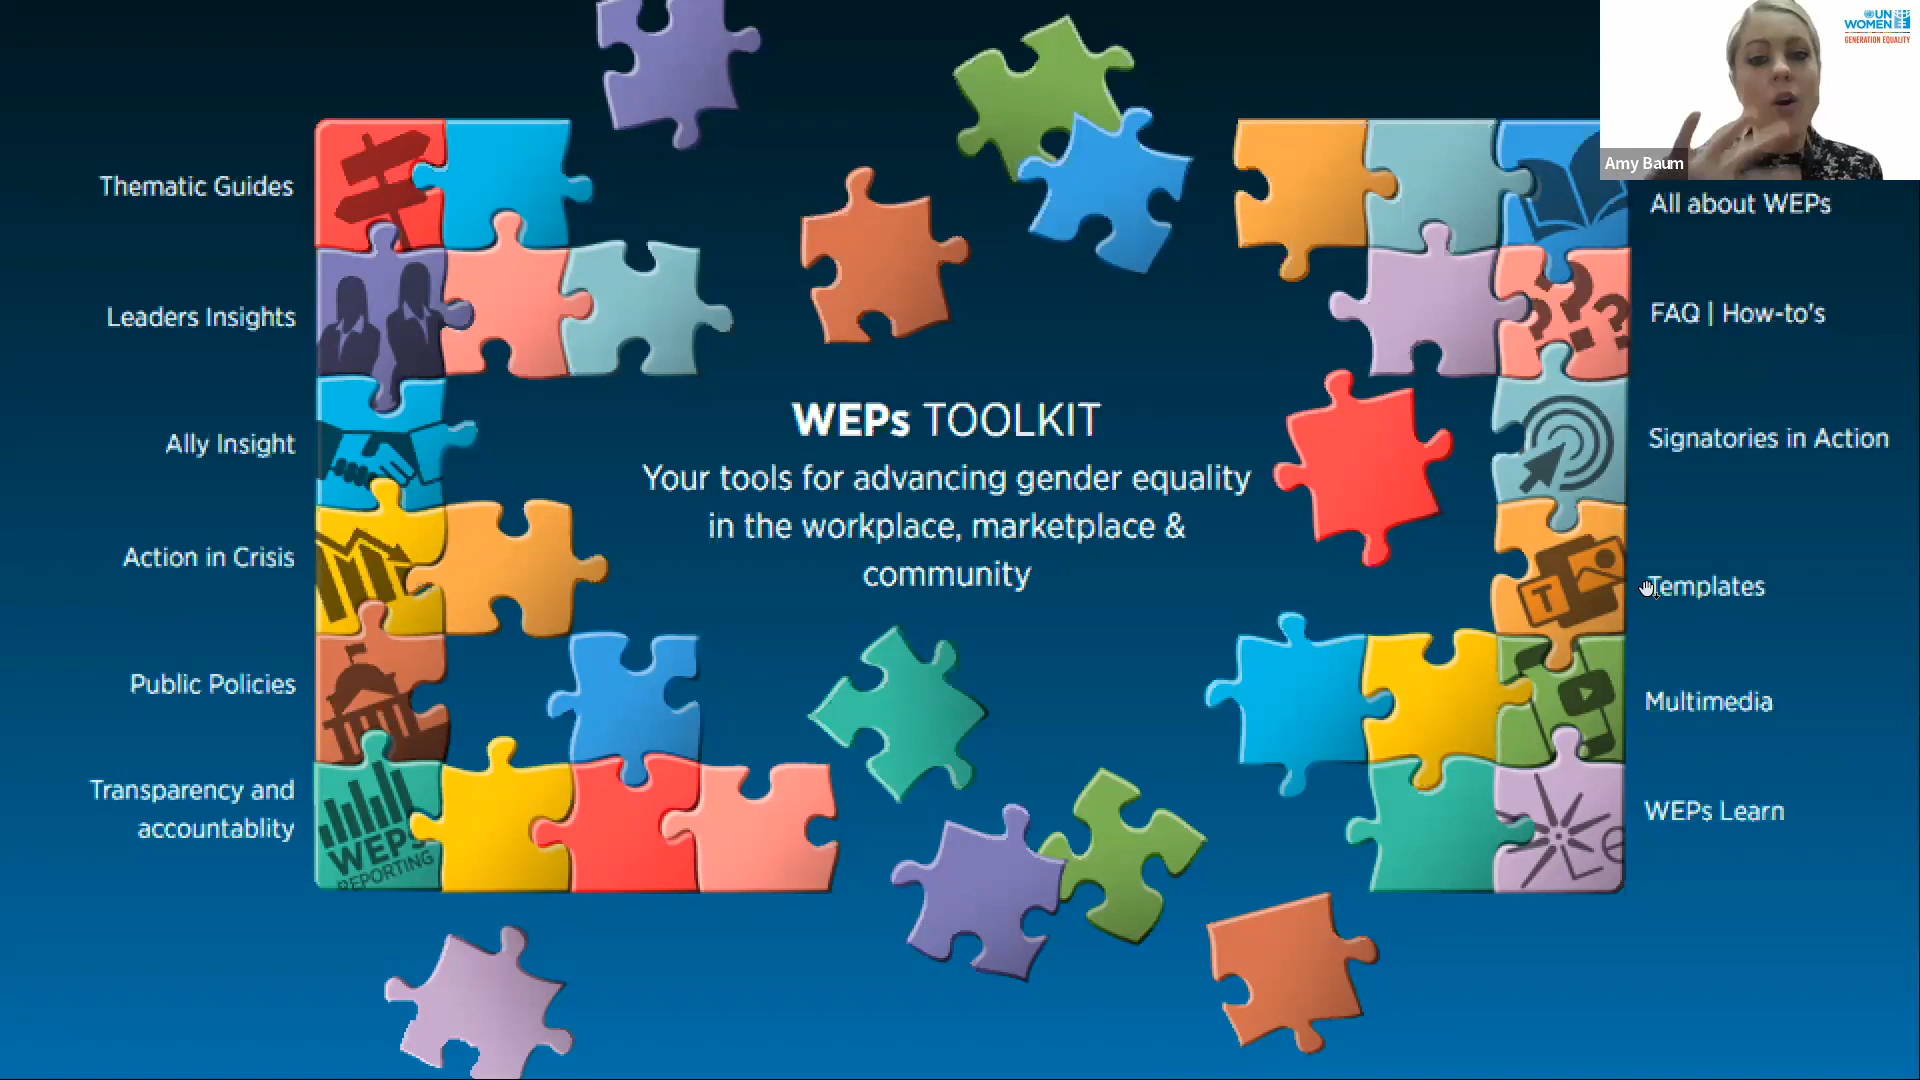 UN
WOMEN
GENERATION EQUALITY
Amy Baum
Thematic Guides
Leaders Insights
Ally Insight
Action in Crisis
Public Policies
Transparency and
accountablity
WEPs
REPORTING
WEPs TOOLKIT
Your tools for advancing gender equality
in the workplace, marketplace &
community
All about WEPs
FAQ | How-to's
Signatories in Action
T
Templates
Multimedia
WEPs Learn